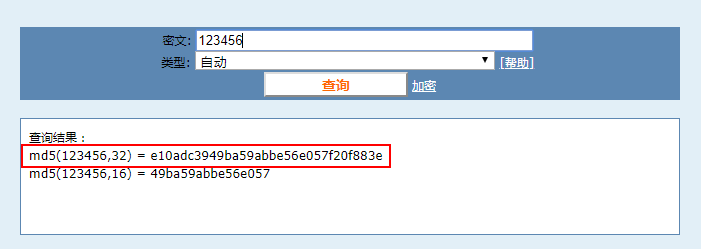 密文: 123456
类型: 自动 [帮助]
查询 加密
查询结果：
md5(123456,32) = e10adc3949ba59abbe56e057f20f883e
md5(123456,16) = 49ba59abbe56e057